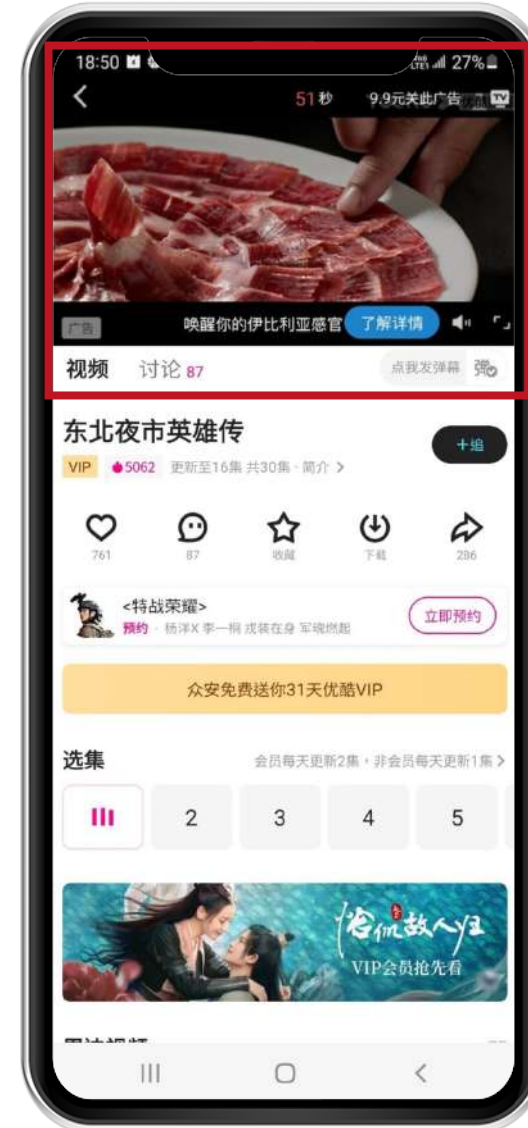 18:50 27%
51秒 9.9元关此广告
广告 唤醒你的伊比利亚感官 了解详情
视频 讨论 87 点我发弹幕 弹
东北夜市英雄传 +追
VIP 5062 更新至16集 共30集 · 简介 >
761 87 收藏 下载 286
<特战荣耀>
预约 · 杨洋X 李一桐 戎装在身 军魂燃起 立即预约
众安免费送你31天优酷VIP
选集 会员每天更新2集,非会员每天更新1集 >
2 3 4 5
恰似故人归
VIP会员抢先看